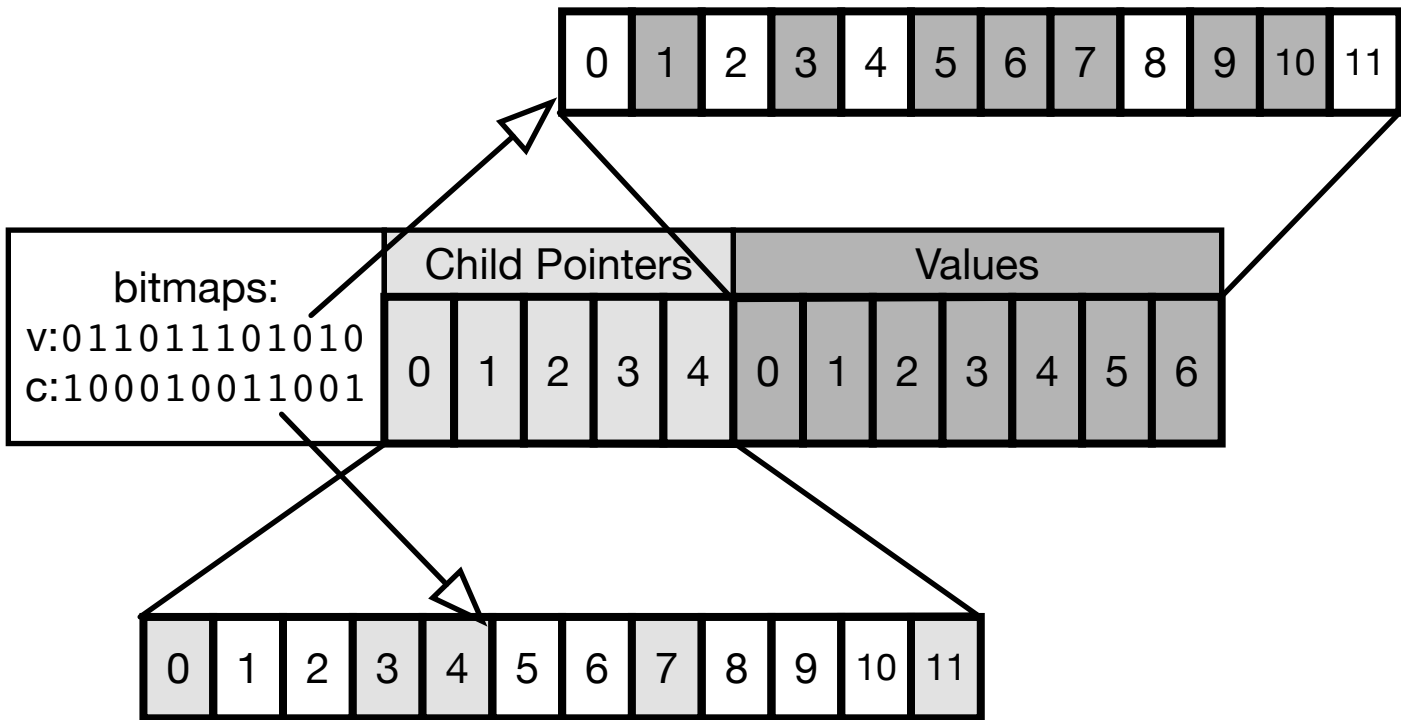 0 1 2 3 4 5 6 7 8 9 10 11
Child Pointers Values
bitmaps:
v:011011101010
c:100010011001
0 1 2 3 4 0 1 2 3 4 5 6
0 1 2 3 4 5 6 7 8 9 10 11